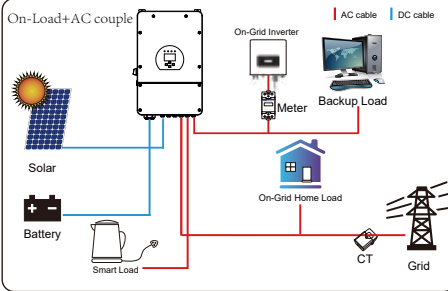 On-Load+AC couple
AC cable
DC cable
On-Grid Inverter
Meter
Backup Load
Solar
On-Grid Home Load
Battery
Smart Load
CT
Grid